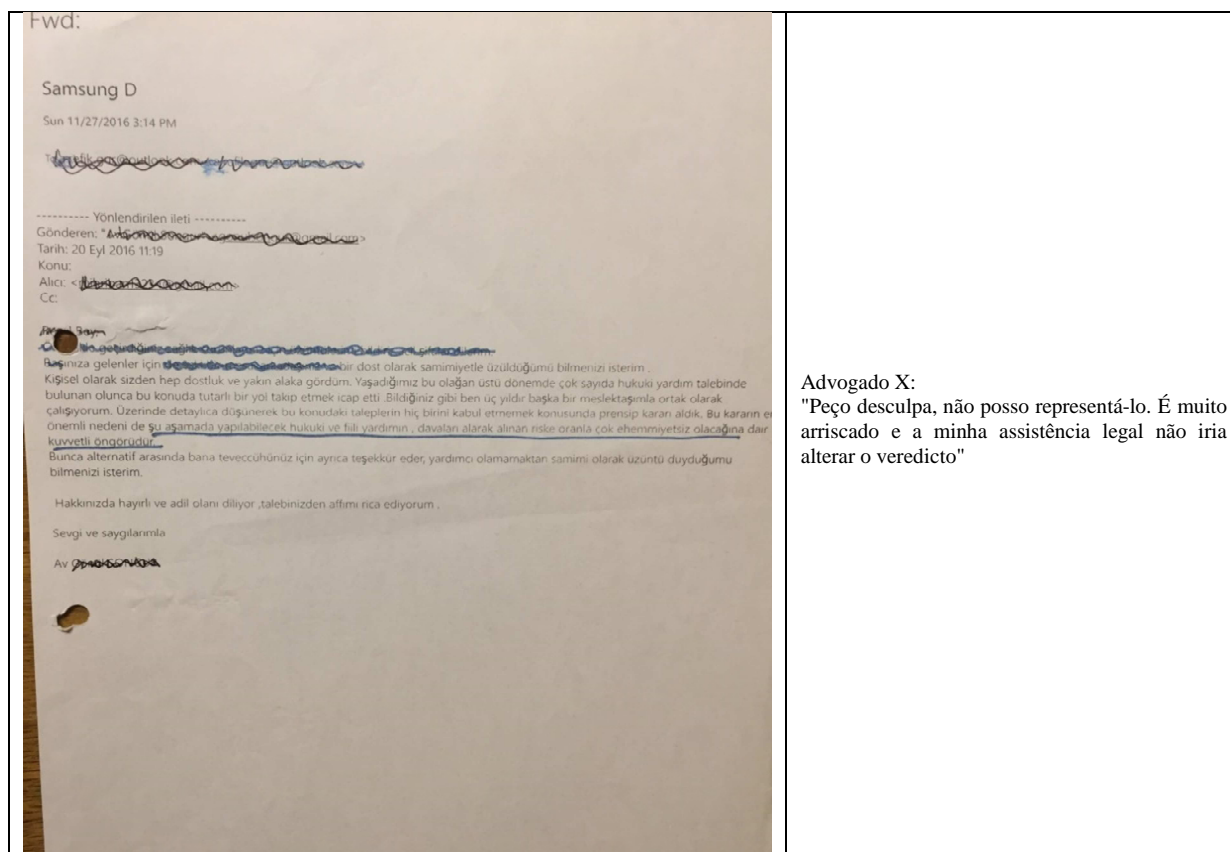 Fwd:
Samsung D
Sun 11/27/2016 3:14 PM
---------- Yönlendirilen ileti ----------
Gönderen:
Tarih: 20 Eyl 2016 11:19
Konu:
Alıcı: <
Cc:
Başınıza gelenler için bir dost olarak samimiyetle üzüldüğümü bilmenizi isterim .
Kişisel olarak sizden hep dostluk ve yakın alaka gördüm. Yaşadığımız bu olağan üstü dönemde çok sayıda hukuki yardım talebinde
bulunan olunca bu konuda tutarlı bir yol takip etmek icap etti .Bildiğiniz gibi ben üç yıldır başka bir meslektaşımla ortak olarak
çalışıyorum. Üzerinde detaylıca düşünerek bu konudaki taleplerin hiç birini kabul etmemek konusunda prensip kararı aldık. Bu kararın
önemli nedeni de şu aşamada yapılabilecek hukuki ve fiili yardımın , davaları alarak alınan riske oranla çok ehemmiyetsiz olacağına dair
kuvvetli öngörüdür.
Bunca alternatif arasında bana teveccühünüz için ayrıca teşekkür eder, yardımcı olamamaktan samimi olarak üzüntü duyduğumu
bilmenizi isterim.
Hakkınızda hayırlı ve adil olanı diliyor ,talebinizden affımı rica ediyorum .
Sevgi ve saygılarımla
Av
Advogado X:
"Peço desculpa, não posso representá-lo. É muito
arriscado e a minha assistência legal não iria
alterar o veredicto"